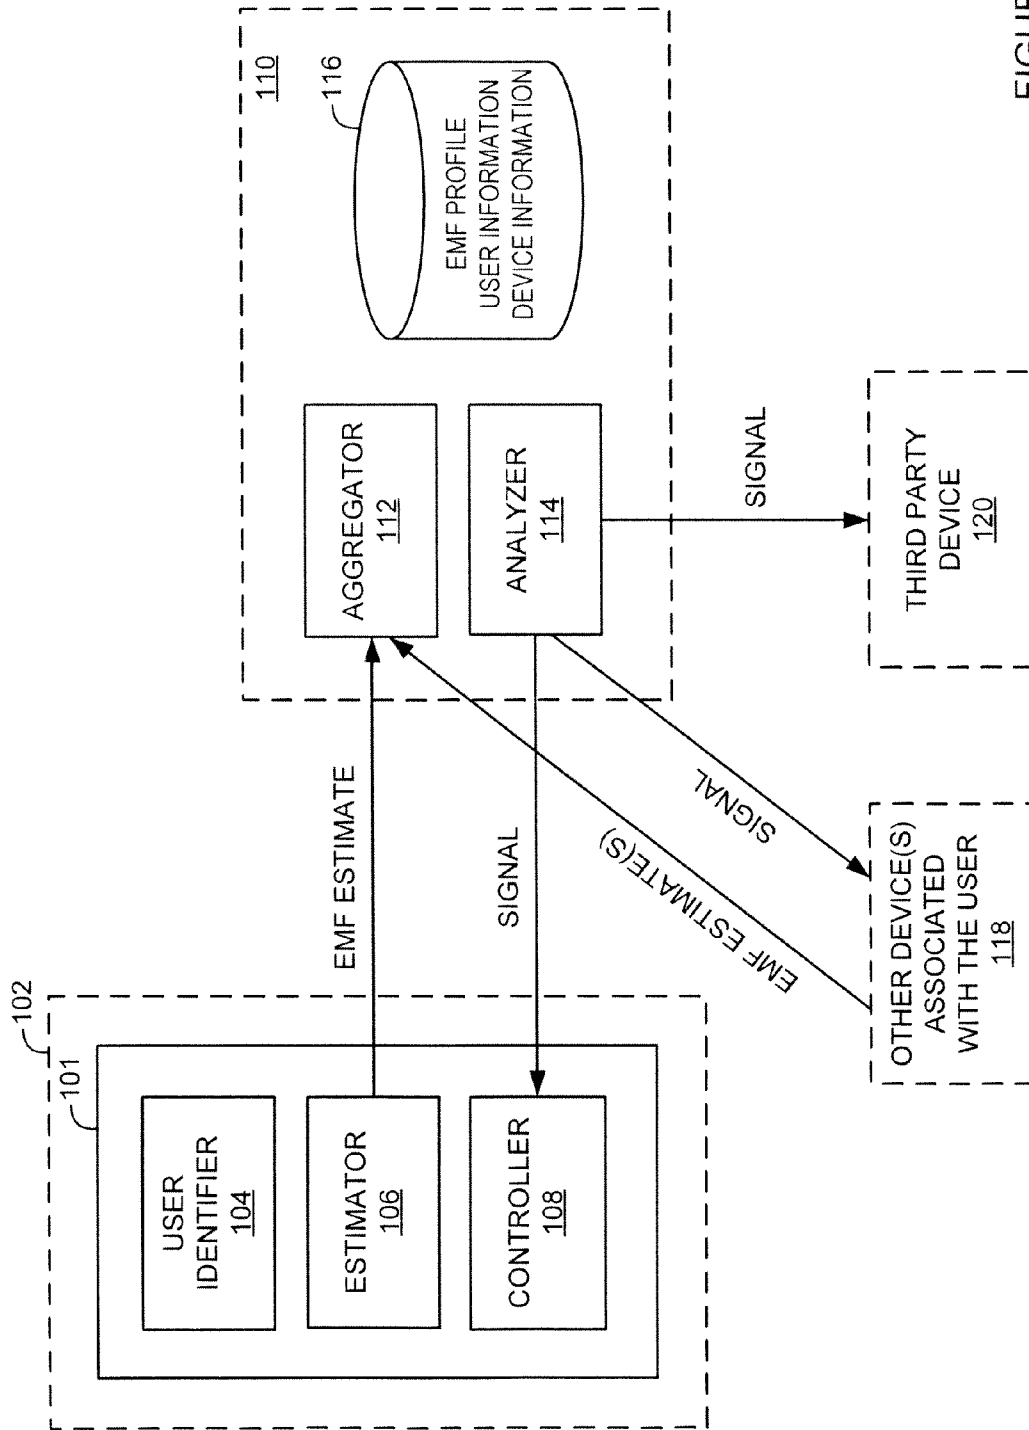 102
101
USER
IDENTIFIER
104
ESTIMATOR
106
CONTROLLER
108
EMF ESTIMATE
SIGNAL
EMF ESTIMATE(S)
SIGNAL
110
AGGREGATOR
112
ANALYZER
114
116
EMF PROFILE
USER INFORMATION
DEVICE INFORMATION
SIGNAL
OTHER DEVICE(S)
ASSOCIATED
WITH THE USER
118
THIRD PARTY
DEVICE
120